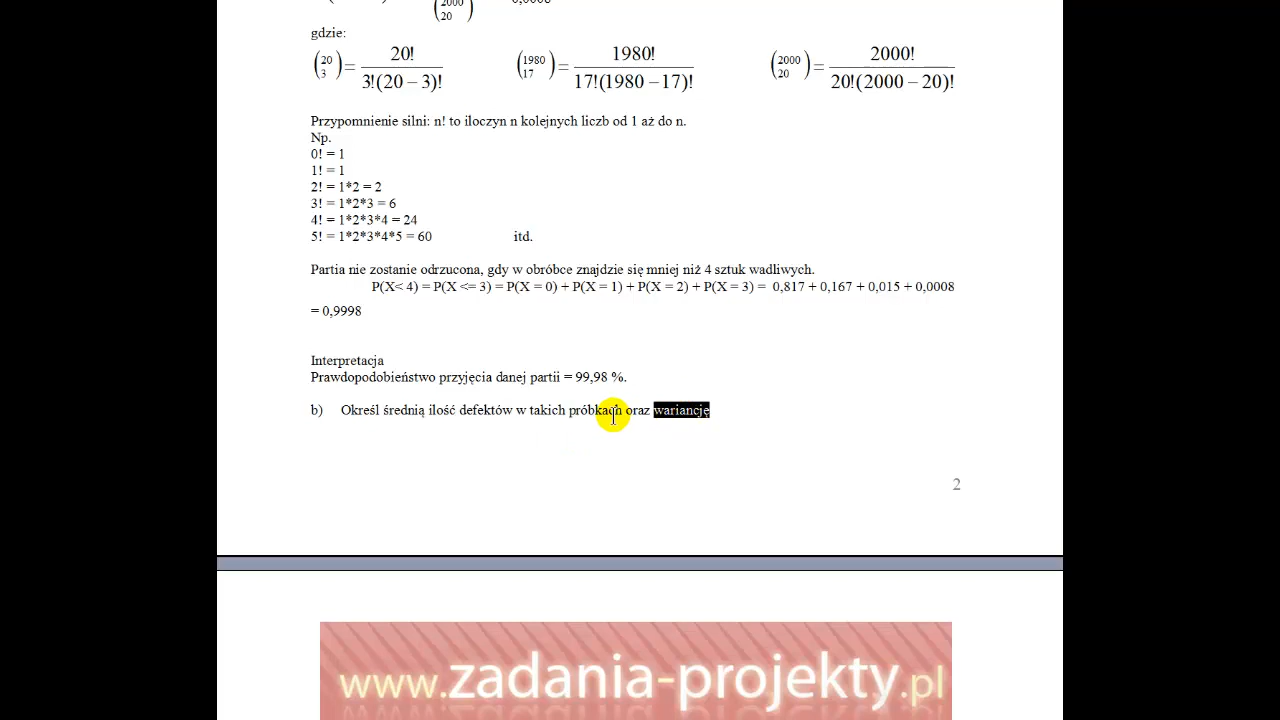 (2000 20) 0,0008
gdzie:
(20 3) = 20! / 3!(20 – 3)! (1980 17) = 1980! / 17!(1980 – 17)! (2000 20) = 2000! / 20!(2000 – 20)!
Przypomnienie silni: n! to iloczyn n kolejnych liczb od 1 aż do n.
Np.
0! = 1
1! = 1
2! = 1*2 = 2
3! = 1*2*3 = 6
4! = 1*2*3*4 = 24
5! = 1*2*3*4*5 = 60 itd.
Partia nie zostanie odrzucona, gdy w obróbce znajdzie się mniej niż 4 sztuk wadliwych.
P(X< 4) = P(X <= 3) = P(X = 0) + P(X = 1) + P(X = 2) + P(X = 3) = 0,817 + 0,167 + 0,015 + 0,0008
= 0,9998
Interpretacja
Prawdopodobieństwo przyjęcia danej partii = 99,98 %.
b) Określ średnią ilość defektów w takich próbkach oraz wariancję
2
www.zadania-projekty.pl